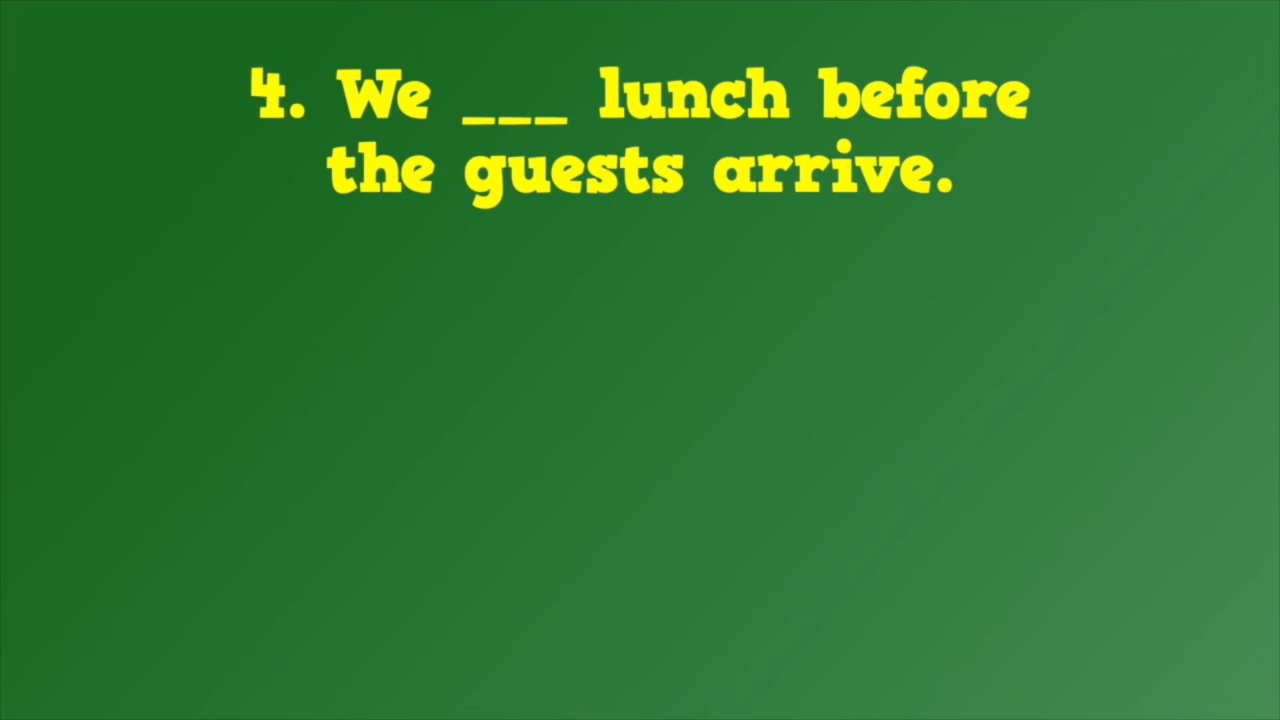 4. We ___ lunch before
the guests arrive.